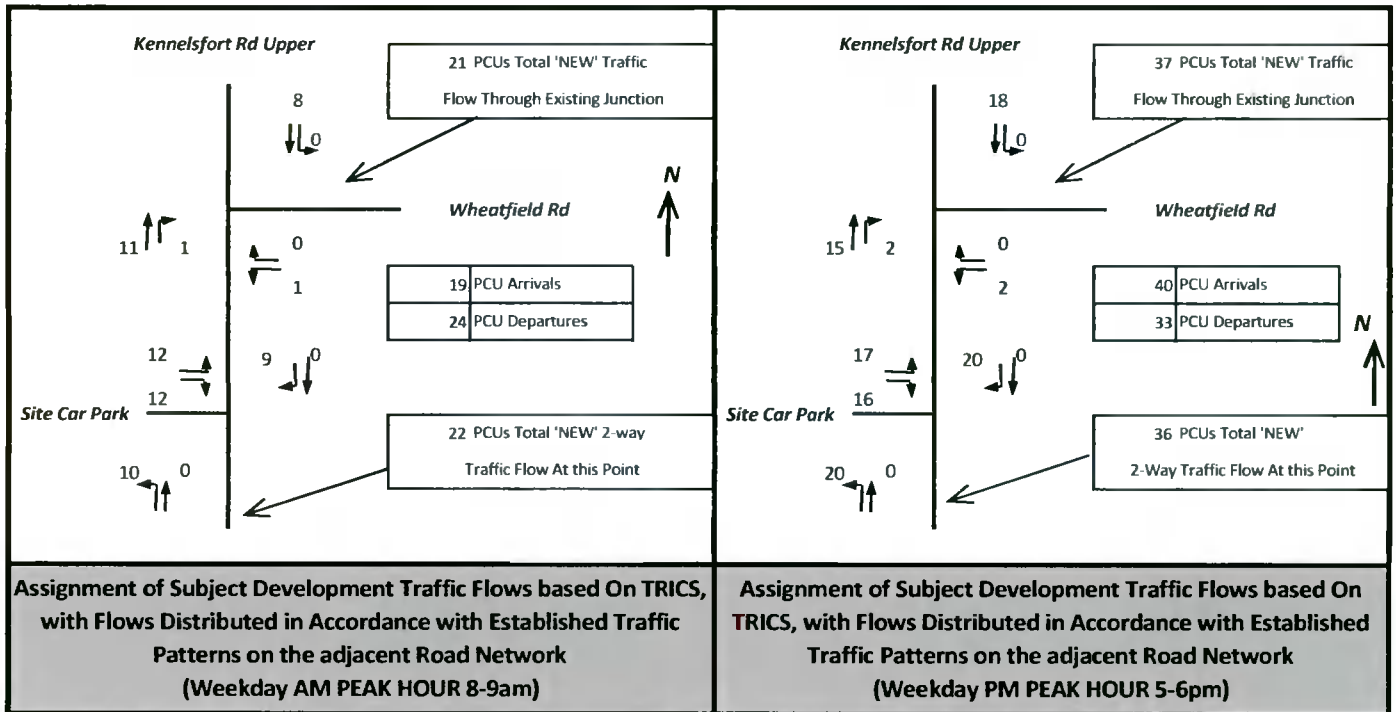 Kennelsfort Rd Upper
21 PCUs Total 'NEW' Traffic
Flow Through Existing Junction
8
0
N
Wheatfield Rd
11
1
0
1
19 PCU Arrivals
24 PCU Departures
12
9
0
12
Site Car Park
22 PCUs Total 'NEW' 2-way
Traffic Flow At this Point
10
0
Assignment of Subject Development Traffic Flows based On TRICS,
with Flows Distributed in Accordance with Established Traffic
Patterns on the adjacent Road Network
(Weekday AM PEAK HOUR 8-9am)
Kennelsfort Rd Upper
37 PCUs Total 'NEW' Traffic
Flow Through Existing Junction
18
0
Wheatfield Rd
15
2
0
2
40 PCU Arrivals
33 PCU Departures
N
17
20
0
16
Site Car Park
36 PCUs Total 'NEW'
2-Way Traffic Flow At this Point
20
0
Assignment of Subject Development Traffic Flows based On
TRICS, with Flows Distributed in Accordance with Established
Traffic Patterns on the adjacent Road Network
(Weekday PM PEAK HOUR 5-6pm)